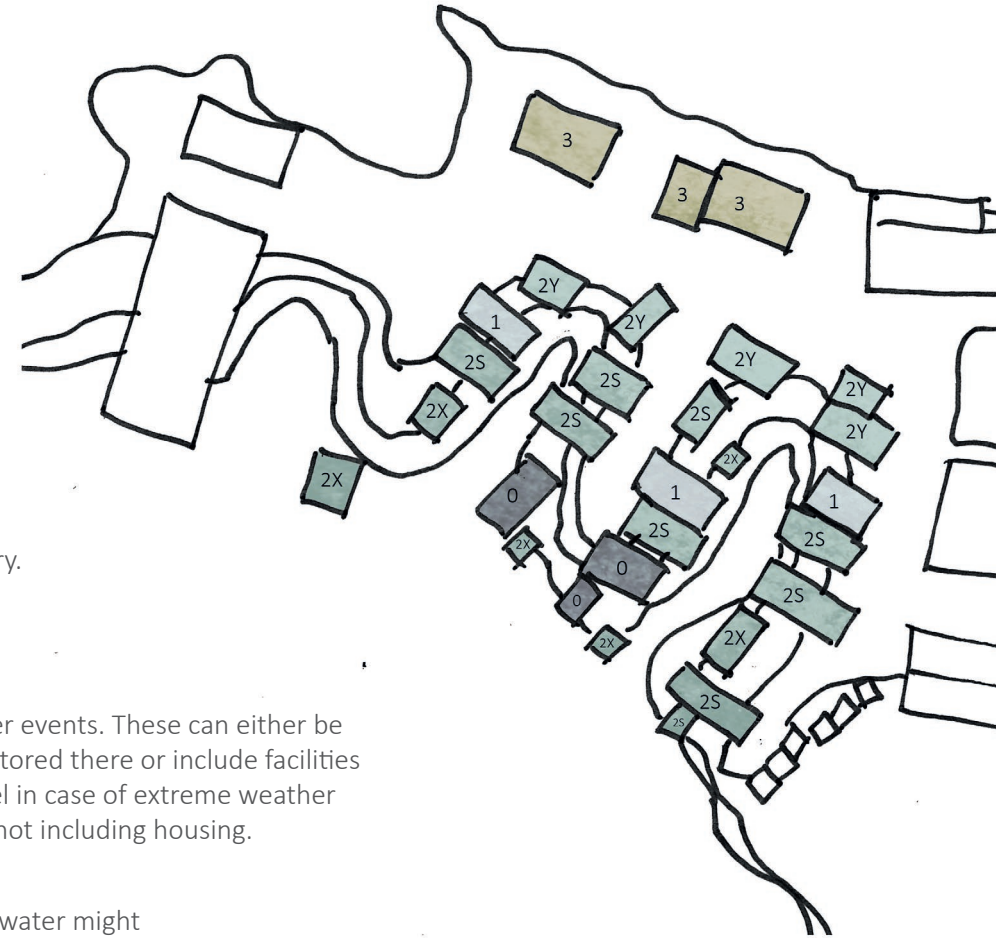 3
3
3
2Y
1
2Y
2S
2S
2X
2S
2Y
2Y
2S
2Y
2X
2X
0
1
1
2S
2S
2X
0
0
2S
2X
2X
2S
2S
ry.
er events. These can either be
tored there or include facilities
el in case of extreme weather
not including housing.
water might